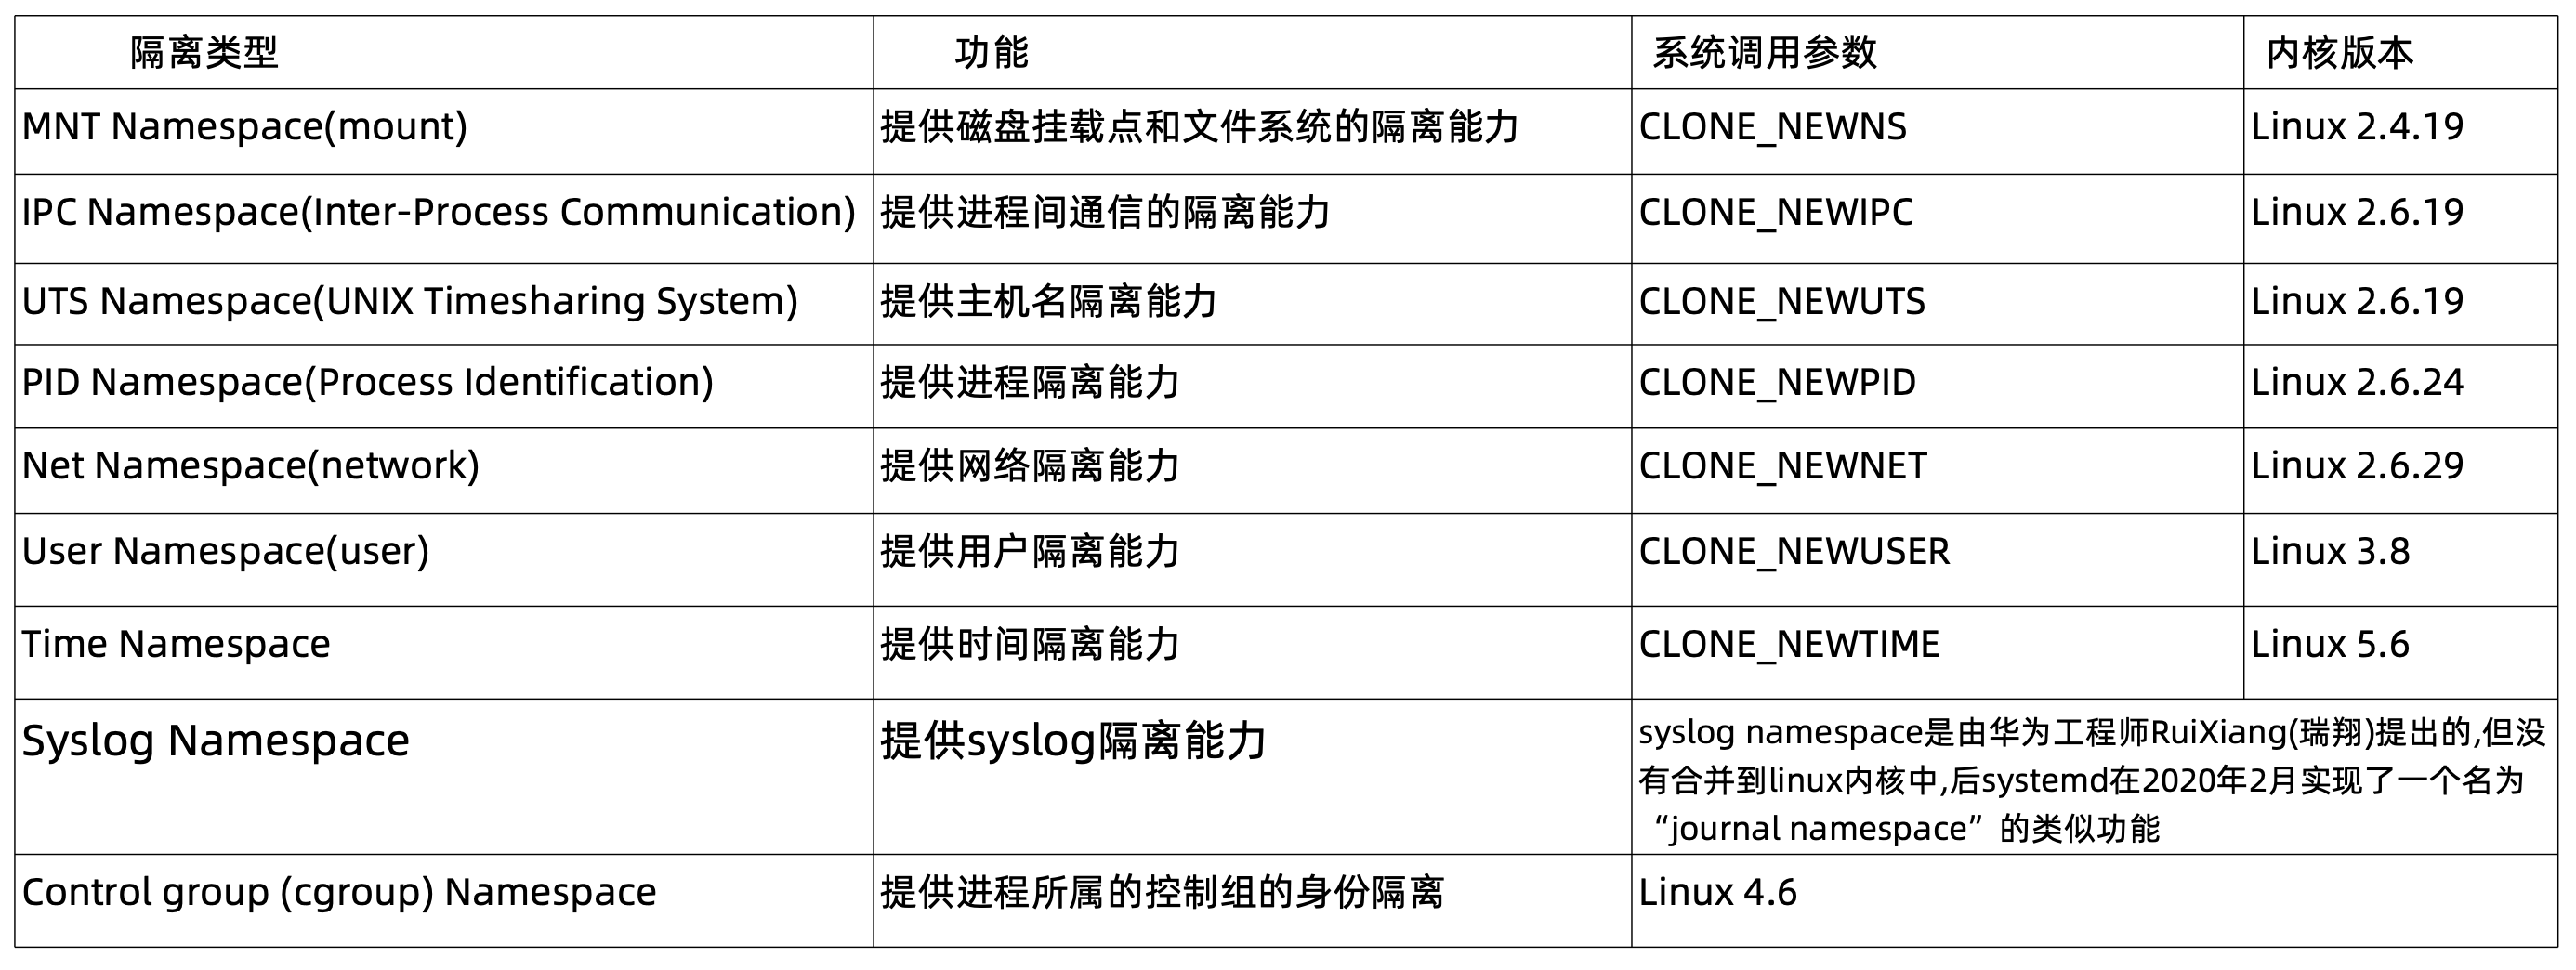 隔离类型 功能 系统调用参数 内核版本
MNT Namespace(mount) 提供磁盘挂载点和文件系统的隔离能力 CLONE_NEWNS Linux 2.4.19
IPC Namespace(Inter-Process Communication) 提供进程间通信的隔离能力 CLONE_NEWIPC Linux 2.6.19
UTS Namespace(UNIX Timesharing System) 提供主机名隔离能力 CLONE_NEWUTS Linux 2.6.19
PID Namespace(Process Identification) 提供进程隔离能力 CLONE_NEWPID Linux 2.6.24
Net Namespace(network) 提供网络隔离能力 CLONE_NEWNET Linux 2.6.29
User Namespace(user) 提供用户隔离能力 CLONE_NEWUSER Linux 3.8
Time Namespace 提供时间隔离能力 CLONE_NEWTIME Linux 5.6
Syslog Namespace 提供syslog隔离能力 syslog namespace是由华为工程师RuiXiang(瑞翔)提出的,但没
有合并到linux内核中,后systemd在2020年2月实现了一个名为
“journal namespace”的类似功能
Control group (cgroup) Namespace 提供进程所属的控制组的身份隔离 Linux 4.6